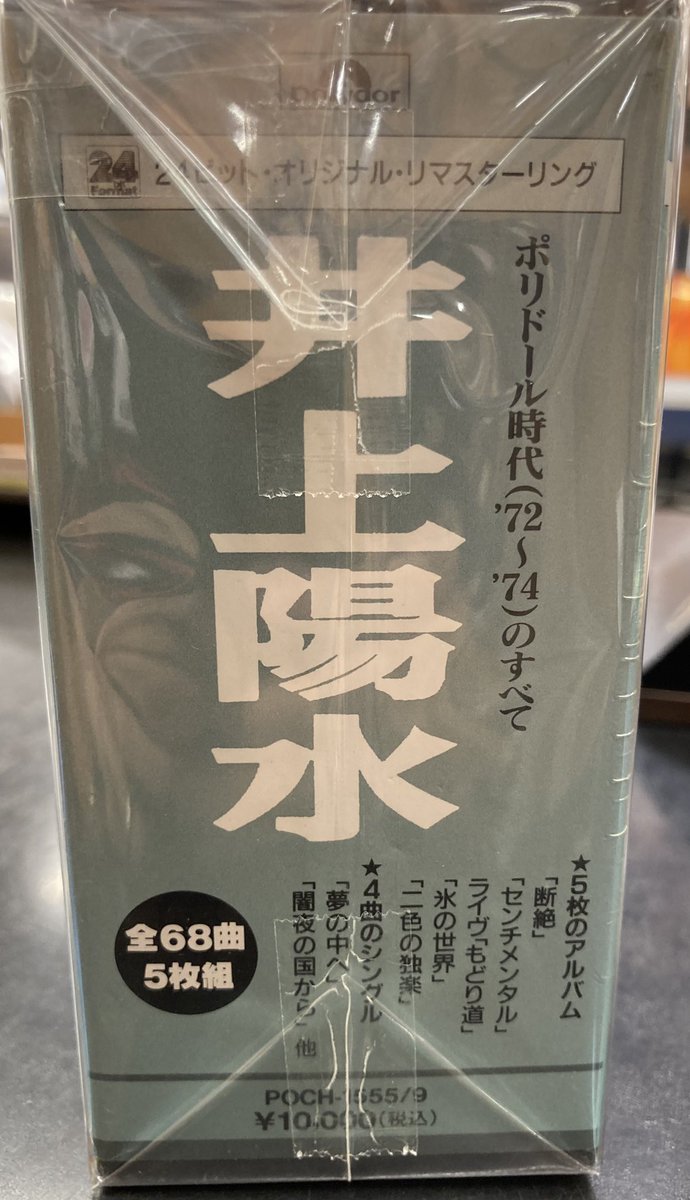 Polydor
24 Format
'24ビット・オリジナル・リマスターリング
ポリドール時代('72〜'74)のすべて
井上陽水
★5枚のアルバム
「断絶」
「センチメンタル」
ライヴ「もどり道」
「氷の世界」
「二色の独楽」
★4曲のシングル
「夢の中へ」
「闇夜の国から」他
全68曲
5枚組
POCH-1555/9
¥10,000(税込)